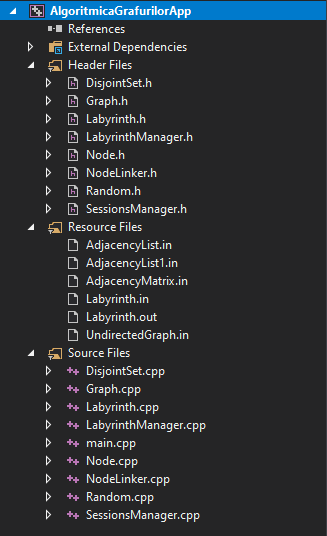 AlgoritmicaGrafurilorApp
References
External Dependencies
Header Files
DisjointSet.h
Graph.h
Labyrinth.h
LabyrinthManager.h
Node.h
NodeLinker.h
Random.h
SessionsManager.h
Resource Files
AdjacencyList.in
AdjacencyList1.in
AdjacencyMatrix.in
Labyrinth.in
Labyrinth.out
UndirectedGraph.in
Source Files
DisjointSet.cpp
Graph.cpp
Labyrinth.cpp
LabyrinthManager.cpp
main.cpp
Node.cpp
NodeLinker.cpp
Random.cpp
SessionsManager.cpp